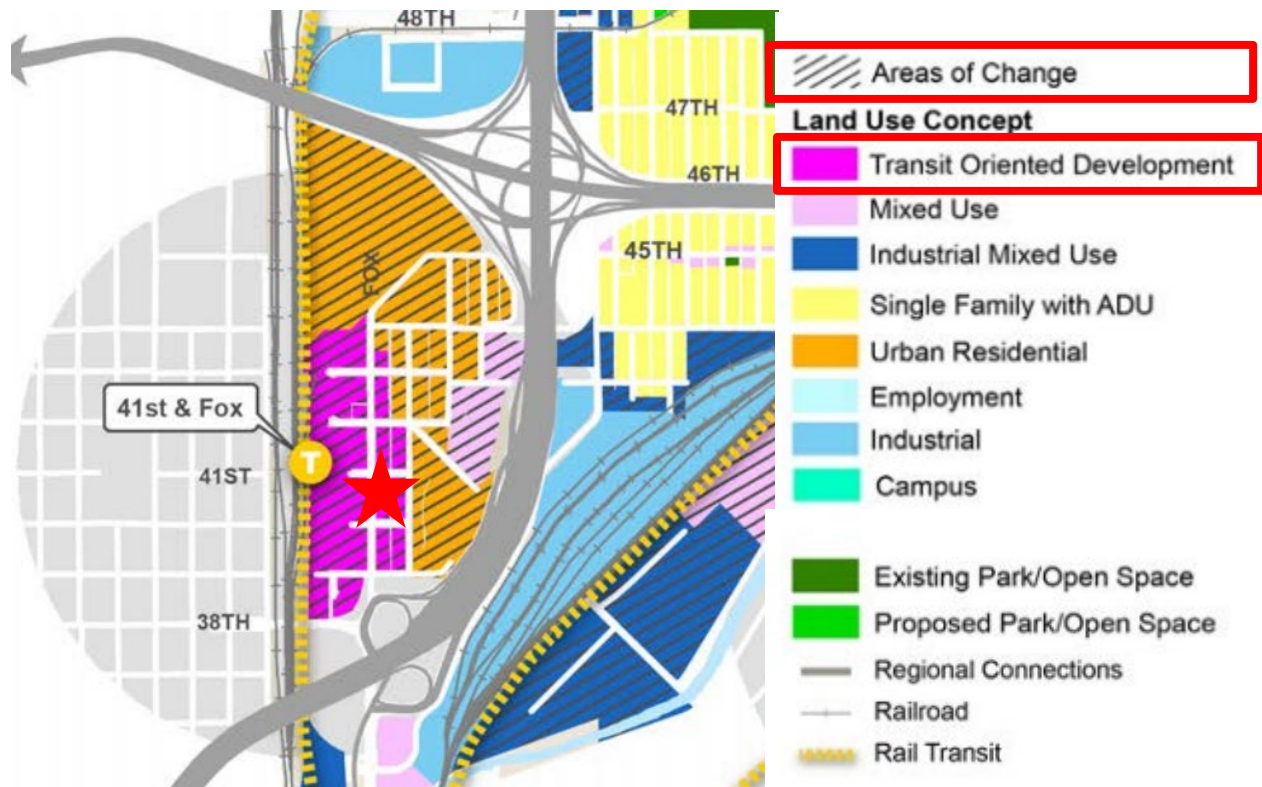 48TH
47TH
46TH
45TH
FOX
41st & Fox
T
41ST
38TH
Areas of Change
Land Use Concept
Transit Oriented Development
Mixed Use
Industrial Mixed Use
Single Family with ADU
Urban Residential
Employment
Industrial
Campus
Existing Park/Open Space
Proposed Park/Open Space
Regional Connections
Railroad
Rail Transit